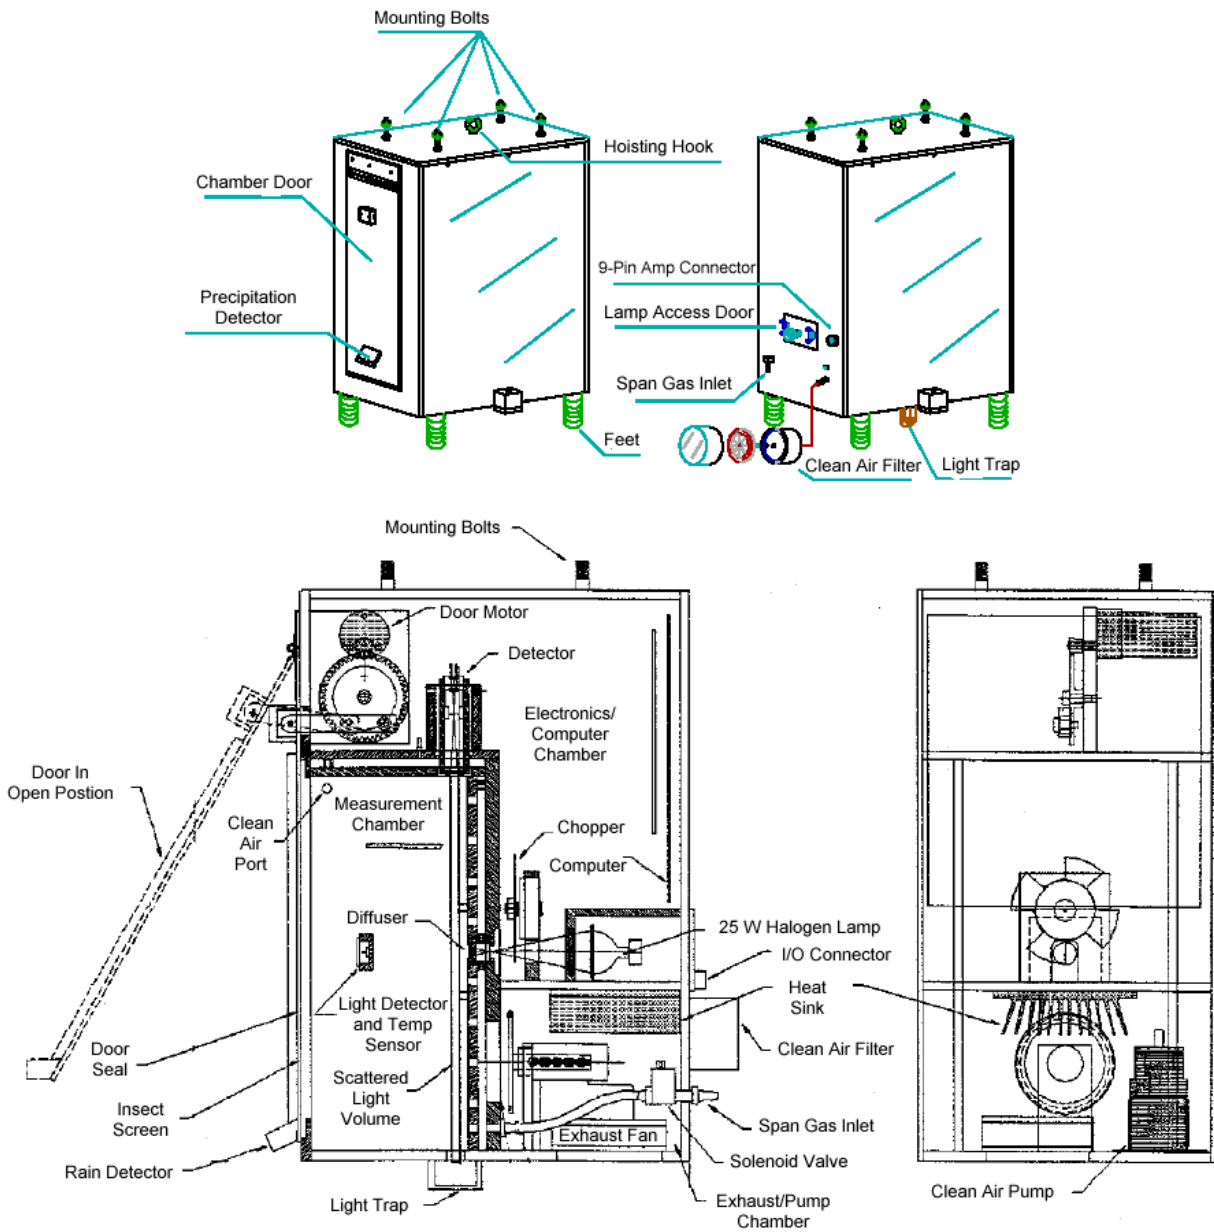 Mounting Bolts
Hoisting Hook
Chamber Door
9-Pin Amp Connector
Precipitation
Detector
Lamp Access Door
Span Gas Inlet
Feet
Clean Air Filter
Light Trap
Mounting Bolts
Door Motor
Detector
Electronics/
Computer
Chamber
Door In
Open Postion
Clean
Air
Port
Measurement
Chamber
Chopper
Computer
Diffuser
25 W Halogen Lamp
I/O Connector
Heat
Sink
Light Detector
and Temp
Sensor
Door
Seal
Clean Air Filter
Scattered
Light
Volume
Insect
Screen
Exhaust Fan
Span Gas Inlet
Solenoid Valve
Rain Detector
Light Trap
Exhaust/Pump
Chamber
Clean Air Pump